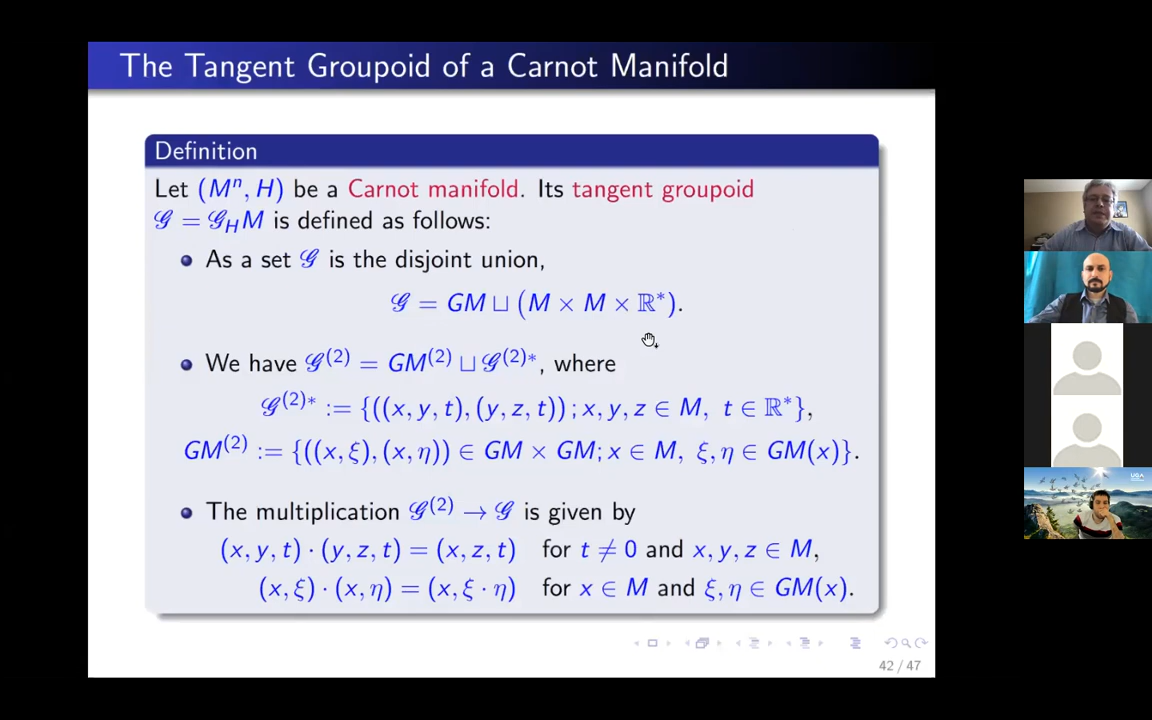 The Tangent Groupoid of a Carnot Manifold
Definition
Let (Mⁿ, H) be a Carnot manifold. Its tangent groupoid
𝒢 = 𝒢_H M is defined as follows:
As a set 𝒢 is the disjoint union,
𝒢 = GM ⊔ (M × M × ℝ*).
We have 𝒢⁽²⁾ = GM⁽²⁾ ⊔ 𝒢⁽²⁾*, where
𝒢⁽²⁾* := {((x, y, t), (y, z, t)) ; x, y, z ∈ M, t ∈ ℝ*},
GM⁽²⁾ := {((x, ξ), (x, η)) ∈ GM × GM; x ∈ M, ξ, η ∈ GM(x)}.
The multiplication 𝒢⁽²⁾ → 𝒢 is given by
(x, y, t) · (y, z, t) = (x, z, t) for t ≠ 0 and x, y, z ∈ M,
(x, ξ) · (x, η) = (x, ξ · η) for x ∈ M and ξ, η ∈ GM(x).
42 / 47
UGA